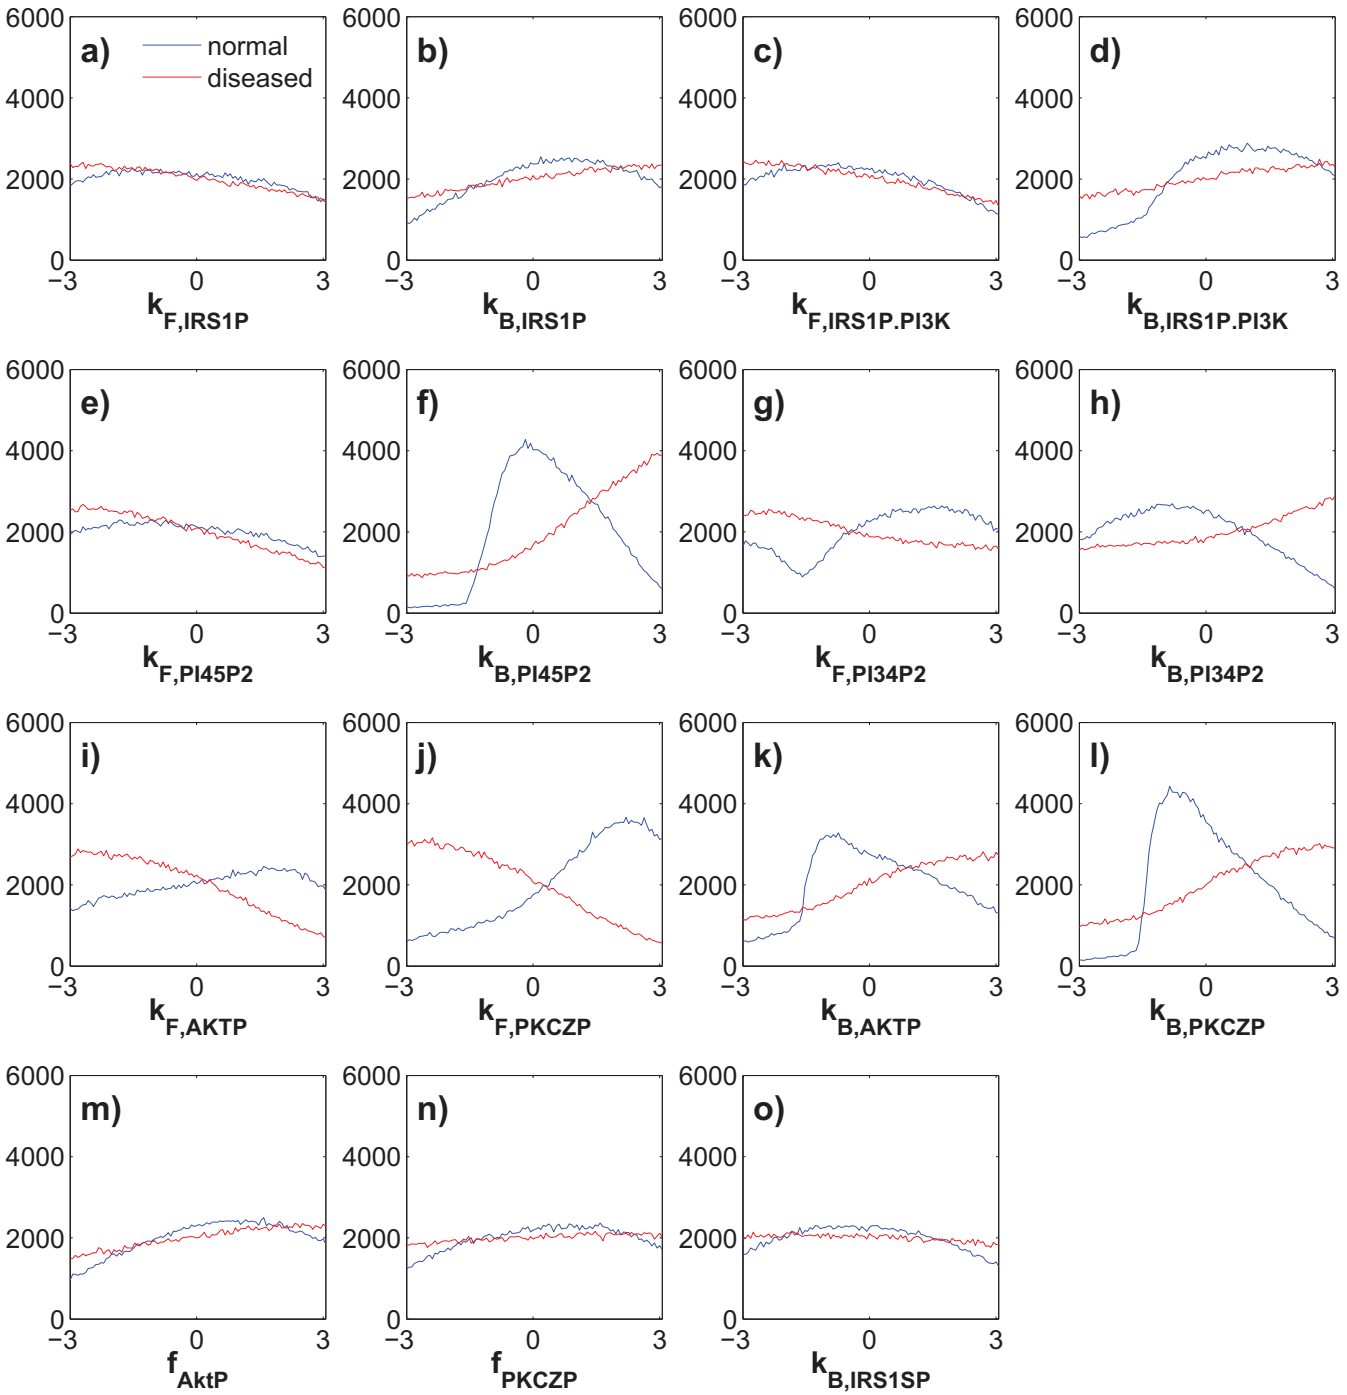 6000 6000 6000 6000
a) normal b) c) d)
diseased
4000 4000 4000 4000
2000 2000 2000 2000
0 0 0 0
−3 0 3 −3 0 3 −3 0 3 −3 0 3
kF,IRS1P kB,IRS1P kF,IRS1P.PI3K kB,IRS1P.PI3K
6000 6000 6000 6000
e) f) g) h)
4000 4000 4000 4000
2000 2000 2000 2000
0 0 0 0
−3 0 3 −3 0 3 −3 0 3 −3 0 3
kF,PI45P2 kB,PI45P2 kF,PI34P2 kB,PI34P2
6000 6000 6000 6000
i) j) k) l)
4000 4000 4000 4000
2000 2000 2000 2000
0 0 0 0
−3 0 3 −3 0 3 −3 0 3 −3 0 3
kF,AKTP kF,PKCZP kB,AKTP kB,PKCZP
6000 6000 6000
m) n) o)
4000 4000 4000
2000 2000 2000
0 0 0
−3 0 3 −3 0 3 −3 0 3
fAktP fPKCZP kB,IRS1SP